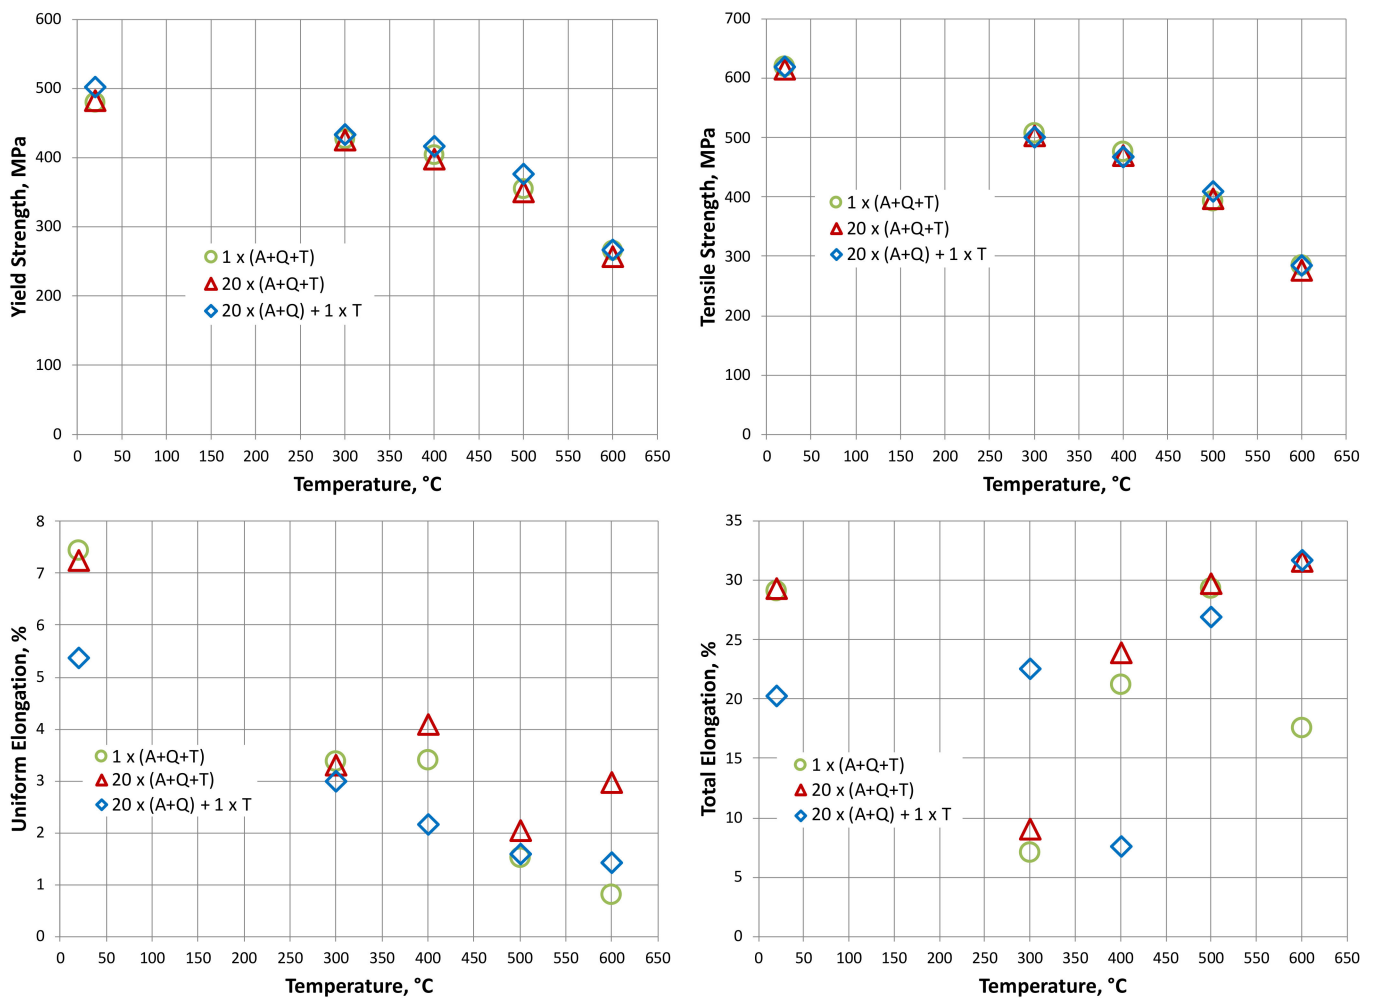 600
500
400
300
200
100
0
0 50 100 150 200 250 300 350 400 450 500 550 600 650
Yield Strength, MPa
Temperature, °C
1 x (A+Q+T)
20 x (A+Q+T)
20 x (A+Q) + 1 x T
700
600
500
400
300
200
100
0
0 50 100 150 200 250 300 350 400 450 500 550 600 650
Tensile Strength, MPa
Temperature, °C
1 x (A+Q+T)
20 x (A+Q+T)
20 x (A+Q) + 1 x T
8
7
6
5
4
3
2
1
0
0 50 100 150 200 250 300 350 400 450 500 550 600 650
Uniform Elongation, %
Temperature, °C
1 x (A+Q+T)
20 x (A+Q+T)
20 x (A+Q) + 1 x T
35
30
25
20
15
10
5
0
0 50 100 150 200 250 300 350 400 450 500 550 600 650
Total Elongation, %
Temperature, °C
1 x (A+Q+T)
20 x (A+Q+T)
20 x (A+Q) + 1 x T